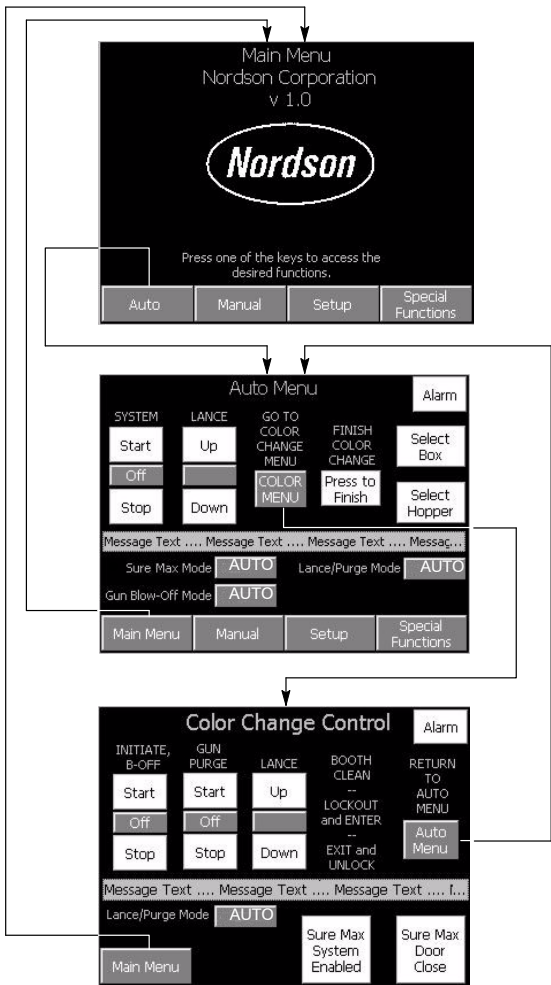 Main Menu
Nordson Corporation
v 1.0
Nordson
Press one of the keys to access the
desired functions.
Auto
Manual
Setup
Special
Functions
Auto Menu
Alarm
SYSTEM
Start
Off
Stop
LANCE
Up
Down
GO TO
COLOR
CHANGE
MENU
COLOR
MENU
FINISH
COLOR
CHANGE
Press to
Finish
Select
Box
Select
Hopper
Message Text .... Message Text .... Message Text .... Messag...
Sure Max Mode AUTO
Lance/Purge Mode AUTO
Gun Blow-Off Mode AUTO
Main Menu
Manual
Setup
Special
Functions
Color Change Control
Alarm
INITIATE,
B-OFF
Start
Off
Stop
GUN
PURGE
Start
Off
Stop
LANCE
Up
Down
BOOTH
CLEAN
--
LOCKOUT
and ENTER
--
EXIT and
UNLOCK
RETURN
TO
AUTO
MENU
Auto
Menu
Message Text .... Message Text .... Message Text ....
Lance/Purge Mode AUTO
Main Menu
Sure Max
System
Enabled
Sure Max
Door
Close